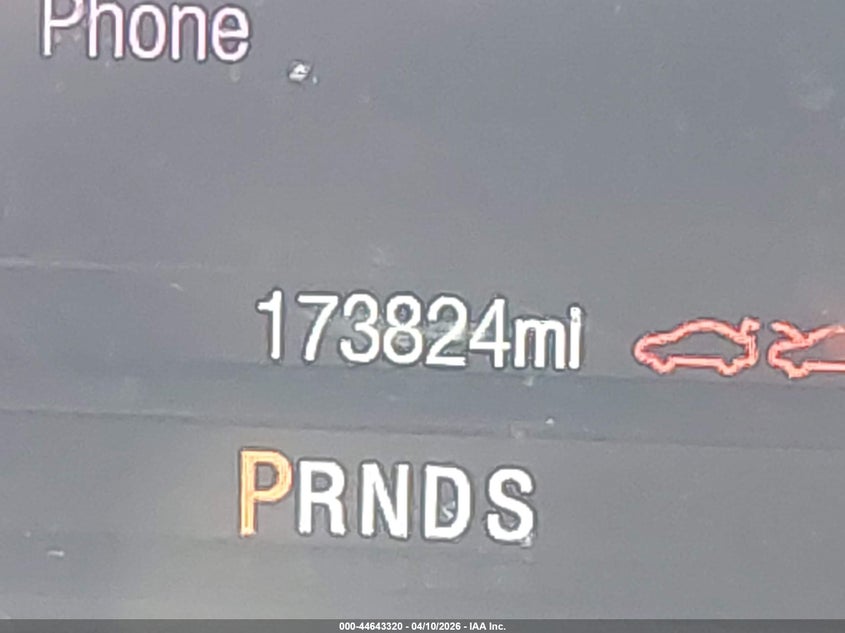 Phone
173824mi
PRNDS
000-44643320 - 04/10/2026 - IAA Inc.